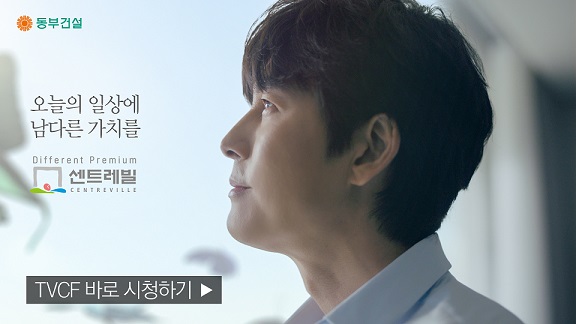 동부건설
오늘의 일상에
남다른 가치를
Different Premium
센트레빌
CENTREVILLE
TVCF 바로 시청하기 ▶